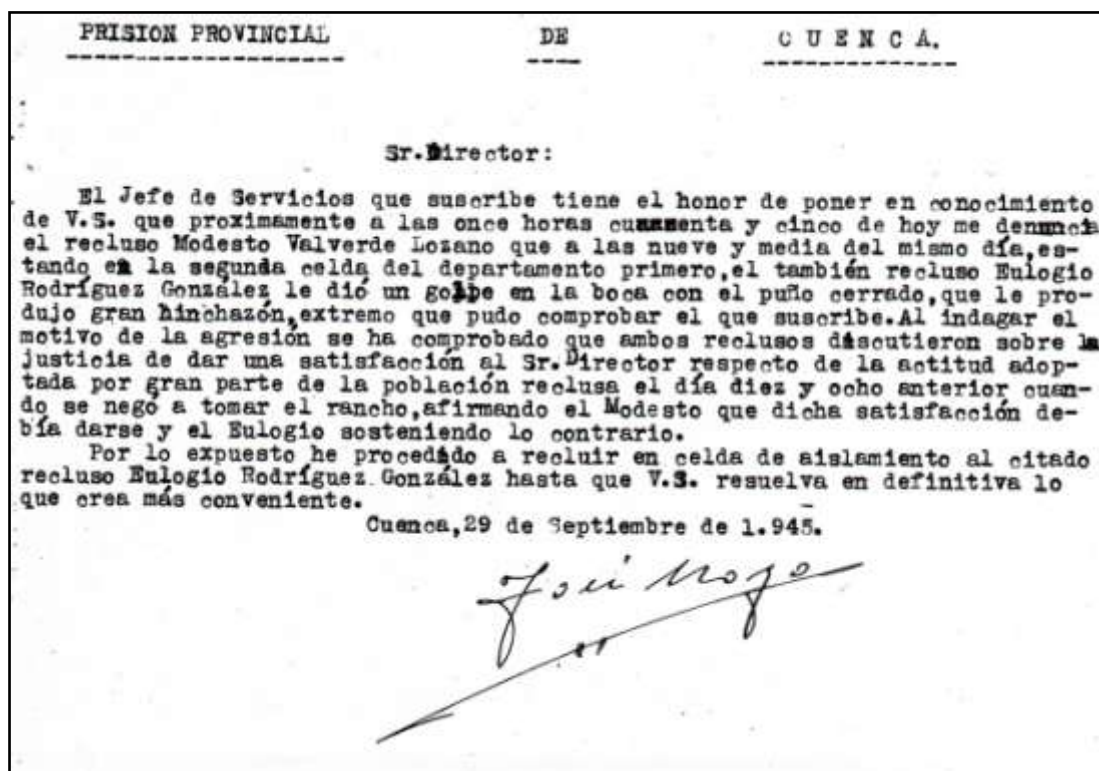 PRISION PROVINCIAL DE C U E N C A.
Sr.Director:
El Jefe de Servicios que suscribe tiene el honor de poner en conocimiento
de V.S. que proximamente a las once horas cuarenta y cinco de hoy me denuncia
el recluso Modesto Valverde Lozano que a las nueve y media del mismo día,es-
tando en la segunda celda del departamento primero,el también recluso Eulogio
Rodríguez González le dió un golpe en la boca con el puño cerrado,que le pro-
dujo gran hinchazón,extremo que pudo comprobar el que suscribe.Al indagar el
motivo de la agresión se ha comprobado que ambos reclusos discutieron sobre la
justicia de dar una satisfacción al Sr.Director respecto de la actitud adop-
tada por gran parte de la población reclusa el día diez y ocho anterior cuan-
do se negó a tomar el rancho,afirmando el Modesto que dicha satisfacción de-
bía darse y el Eulogio sosteniendo lo contrario.
Por lo expuesto he procedido a recluir en celda de aislamiento al citado
recluso Eulogio Rodríguez González hasta que V.S. resuelva en definitiva lo
que crea más conveniente.
Cuenca,29 de Septiembre de 1.945.
José